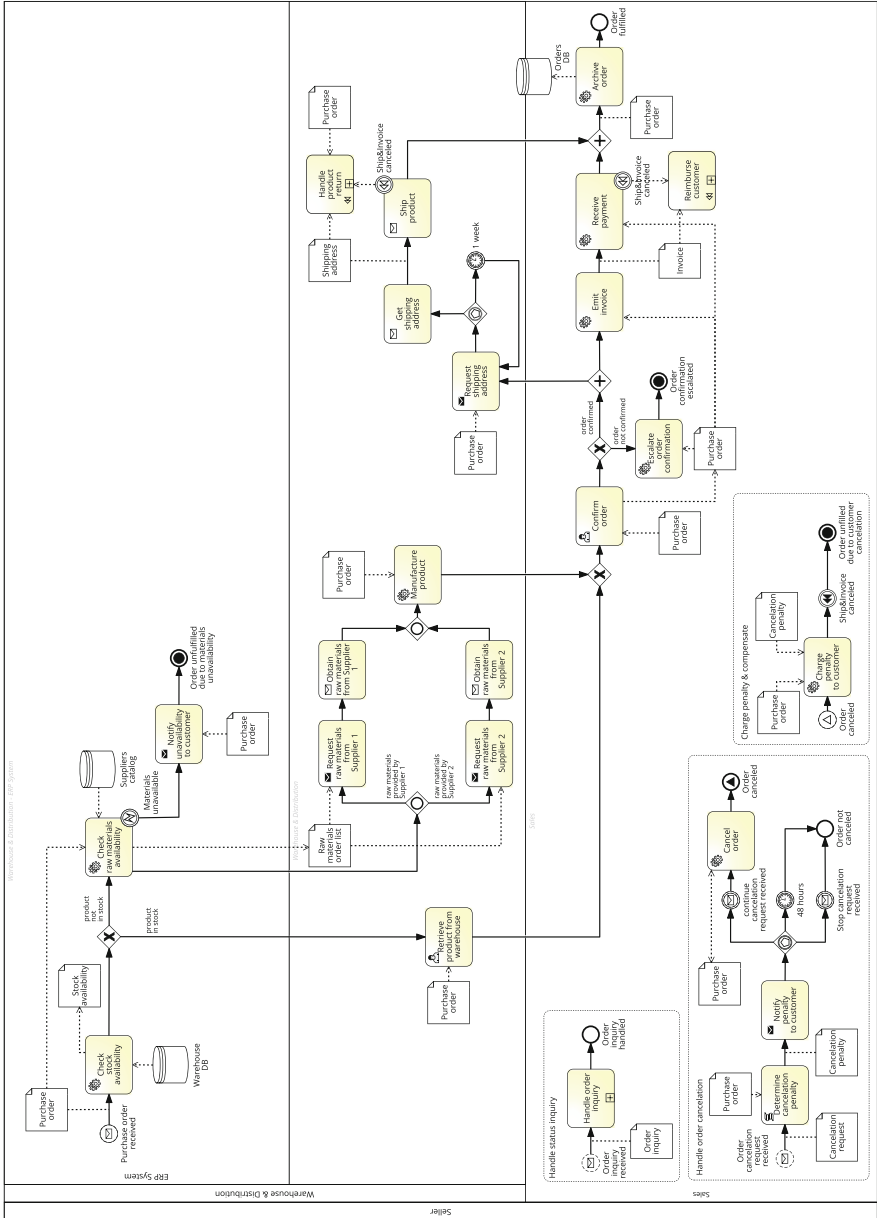 Seller
Warehouse & Distribution
ERP System
Sales
Warehouse & Distribution - ERP System
Warehouse & Distribution
Sales
Purchase order
received
Purchase
order
Check
stock
availability
Warehouse
DB
Stock
availability
product
not
in stock
product
in stock
Check
raw materials
availability
Suppliers
catalog
Materials
unavailable
Notify
unavailability
to customer
Purchase
order
Order unfulfilled
due to materials
unavailability
Purchase
order
Retrieve
product from
warehouse
Raw
materials
order list
raw materials
provided by
Supplier 1
raw materials
provided by
Supplier 2
Request
raw materials
from
Supplier 1
Request
raw materials
from
Supplier 2
Obtain
raw materials
from Supplier
1
Obtain
raw materials
from
Supplier 2
Purchase
order
Manufacture
product
Purchase
order
Request
shipping
address
1 week
Get
shipping
address
Shipping
address
Ship
product
Ship&Invoice
canceled
Handle
product
return
Purchase
order
Purchase
order
Confirm
order
order
confirmed
order
not confirmed
Escalate
order
confirmation
Order
confirmation
escalated
Purchase
order
Emit
invoice
Invoice
Receive
payment
Ship&Invoice
canceled
Reimburse
customer
Purchase
order
Archive
order
Orders
DB
Order
fulfilled
Handle status inquiry
Order
inquiry
received
Order
inquiry
Handle order
inquiry
Order
inquiry
handled
Handle order cancelation
Order
cancelation
request
received
Cancelation
request
Purchase
order
Determine
cancelation
penalty
Cancelation
penalty
Notify
penalty
to customer
Purchase
order
continue
cancelation
request received
48 hours
Stop cancelation
request
received
Cancel
order
Order
canceled
Order not
canceled
Charge penalty & compensate
Order
canceled
Purchase
order
Cancelation
penalty
Charge
penalty
to customer
Ship&Invoice
canceled
Order unfilled
due to customer
cancelation